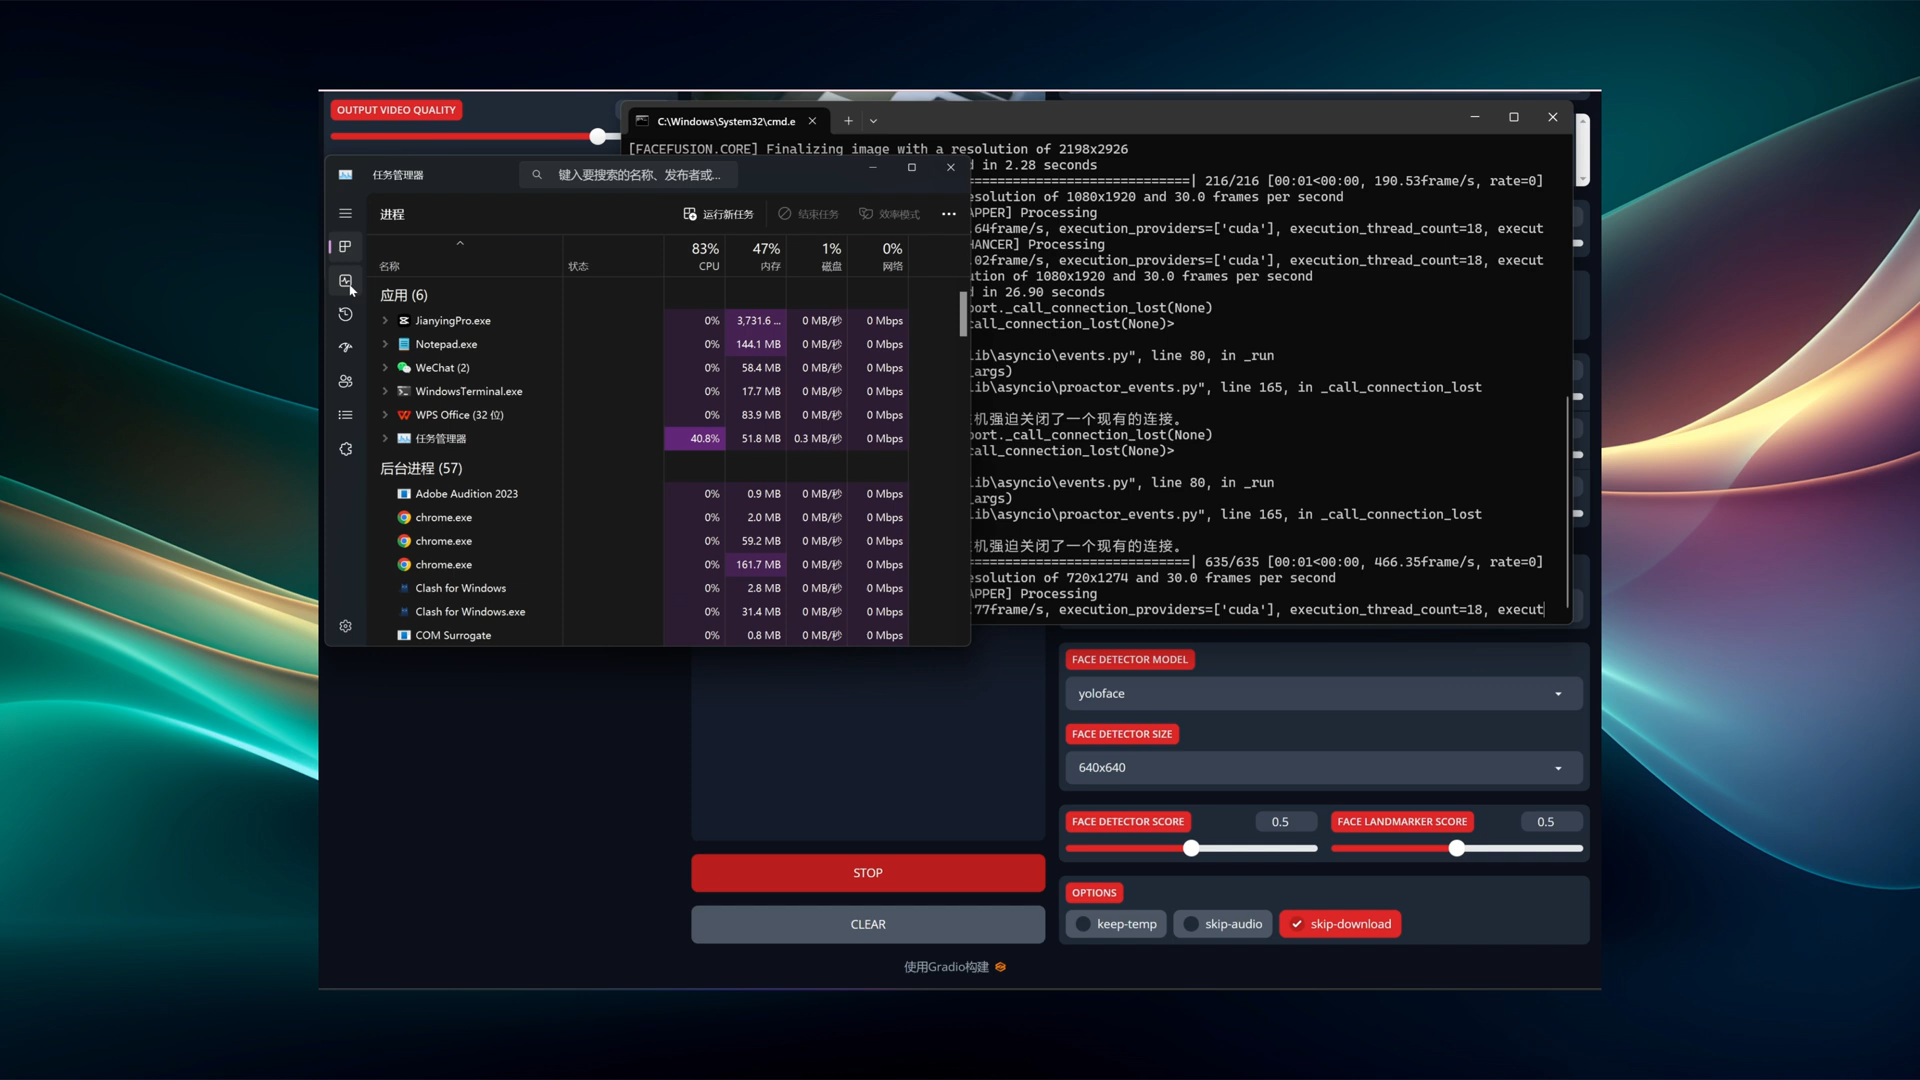 OUTPUT VIDEO QUALITY
C:\Windows\System32\cmd.e
[FACEFUSION.CORE] Finalizing image with a resolution of 2198x2926
d in 2.28 seconds
==============================| 216/216 [00:01<00:00, 190.53frame/s, rate=0]
esolution of 1080x1920 and 30.0 frames per second
APPER] Processing
.64frame/s, execution_providers=['cuda'], execution_thread_count=18, execut
HANCER] Processing
.02frame/s, execution_providers=['cuda'], execution_thread_count=18, execut
ution of 1080x1920 and 30.0 frames per second
d in 26.90 seconds
port._call_connection_lost(None)
call_connection_lost(None)>
lib\asyncio\events.py", line 80, in _run
args)
lib\asyncio\proactor_events.py", line 165, in _call_connection_lost
机强迫关闭了一个现有的连接。
port._call_connection_lost(None)
call_connection_lost(None)>
lib\asyncio\events.py", line 80, in _run
args)
lib\asyncio\proactor_events.py", line 165, in _call_connection_lost
机强迫关闭了一个现有的连接。
==============================| 635/635 [00:01<00:00, 466.35frame/s, rate=0]
esolution of 720x1274 and 30.0 frames per second
APPER] Processing
.77frame/s, execution_providers=['cuda'], execution_thread_count=18, execut
任务管理器
键入要搜索的名称、发布者或...
进程
运行新任务
结束任务
效率模式
83% 47% 1% 0%
名称 状态 CPU 内存 磁盘 网络
应用 (6)
JianyingPro.exe 0% 3,731.6 ... 0 MB/秒 0 Mbps
Notepad.exe 0% 144.1 MB 0 MB/秒 0 Mbps
WeChat (2) 0% 58.4 MB 0 MB/秒 0 Mbps
WindowsTerminal.exe 0% 17.7 MB 0 MB/秒 0 Mbps
WPS Office (32 位) 0% 83.9 MB 0 MB/秒 0 Mbps
任务管理器 40.8% 51.8 MB 0.3 MB/秒 0 Mbps
后台进程 (57)
Adobe Audition 2023 0% 0.9 MB 0 MB/秒 0 Mbps
chrome.exe 0% 2.0 MB 0 MB/秒 0 Mbps
chrome.exe 0% 59.2 MB 0 MB/秒 0 Mbps
chrome.exe 0% 161.7 MB 0 MB/秒 0 Mbps
Clash for Windows 0% 2.8 MB 0 MB/秒 0 Mbps
Clash for Windows.exe 0% 31.4 MB 0 MB/秒 0 Mbps
COM Surrogate 0% 0.8 MB 0 MB/秒 0 Mbps
FACE DETECTOR MODEL
yoloface
FACE DETECTOR SIZE
640x640
FACE DETECTOR SCORE 0.5
FACE LANDMARKER SCORE 0.5
STOP
OPTIONS
CLEAR
keep-temp
skip-audio
skip-download
使用Gradio构建